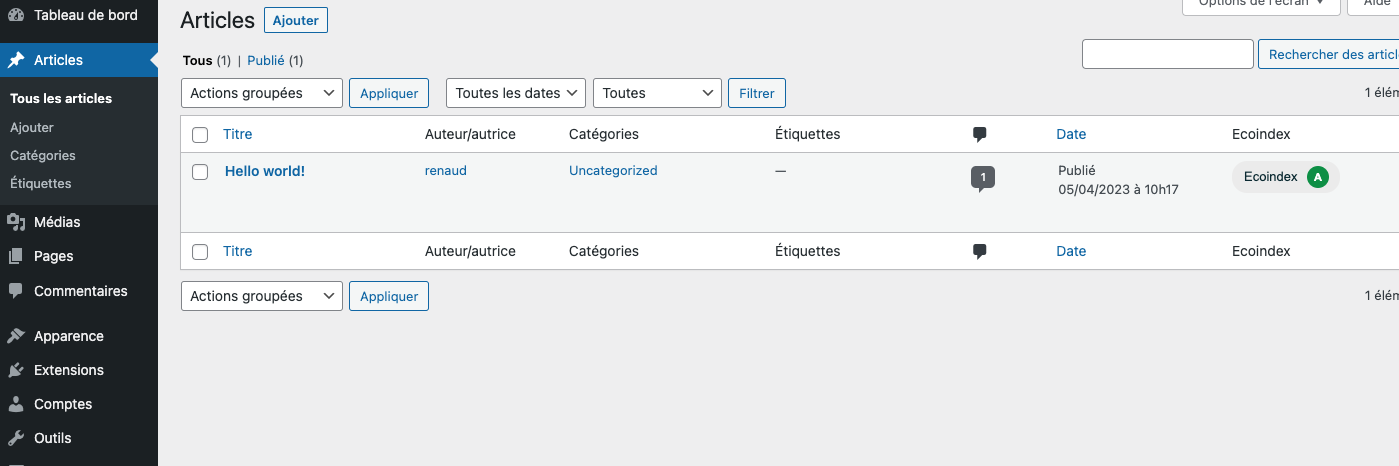 Tableau de bord
Articles
Tous les articles
Ajouter
Catégories
Étiquettes
Médias
Pages
Commentaires
Apparence
Extensions
Comptes
Outils
Options de l'écran ▼ Aide
Articles Ajouter
Tous (1) | Publié (1)
Rechercher des articl
Actions groupées Appliquer Toutes les dates Toutes Filtrer 1 élém
Titre Auteur/autrice Catégories Étiquettes Date Ecoindex
Hello world! renaud Uncategorized — 1 Publié Ecoindex A
05/04/2023 à 10h17
Titre Auteur/autrice Catégories Étiquettes Date Ecoindex
Actions groupées Appliquer 1 élém